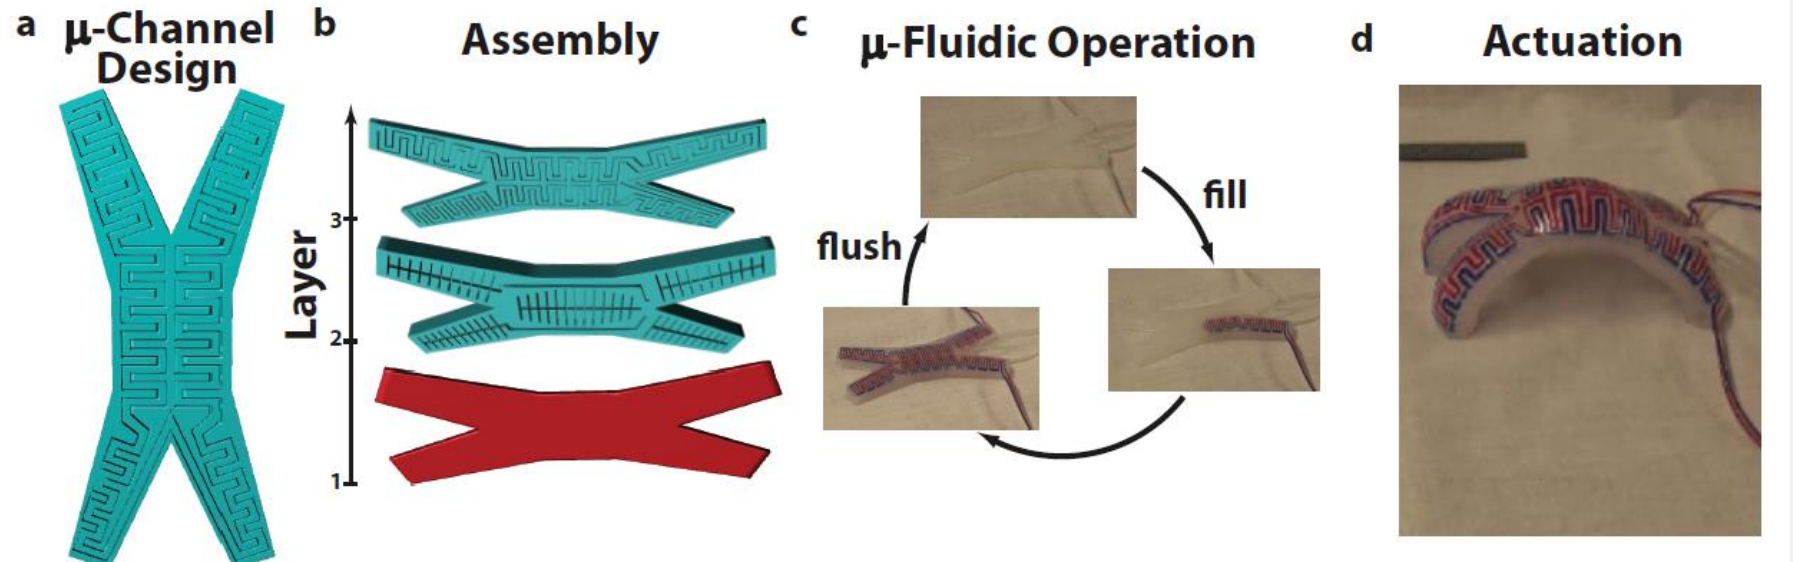 a
μ-Channel
Design
b
Assembly
Layer
3
2
1
c
μ-Fluidic Operation
fill
flush
d
Actuation